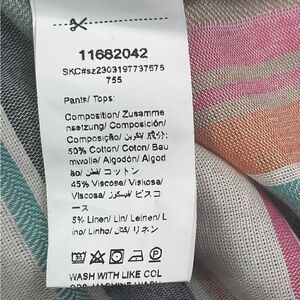 11682042
SKC#sz2303197737575
755
Pants/ Tops:
Composition/ Zusamme
nsetzung/ Composición/
Composição/ تكوين/ 成分:
50% Cotton/ Coton/ Bau
mwolle/ Algodón/ Algod
ão/ قطن/ コットン
45% Viscose/ Viskose/
Viscosa/ فيسكوز/ ビスコ
ース
5% Linen/ Lin/ Leinen/ L
ino/ Linho/ كتان/ リネン
WASH WITH LIKE COL